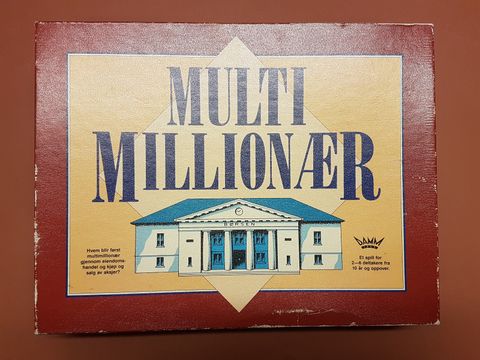 MULTI
MILLIONÆR
BØRSEN
Hvem blir først
multimillionær
gjennom eiendoms-
handel og kjøp og
salg av aksjer?
DAMM
Et spill for
2—6 deltakere fra
10 år og oppover.